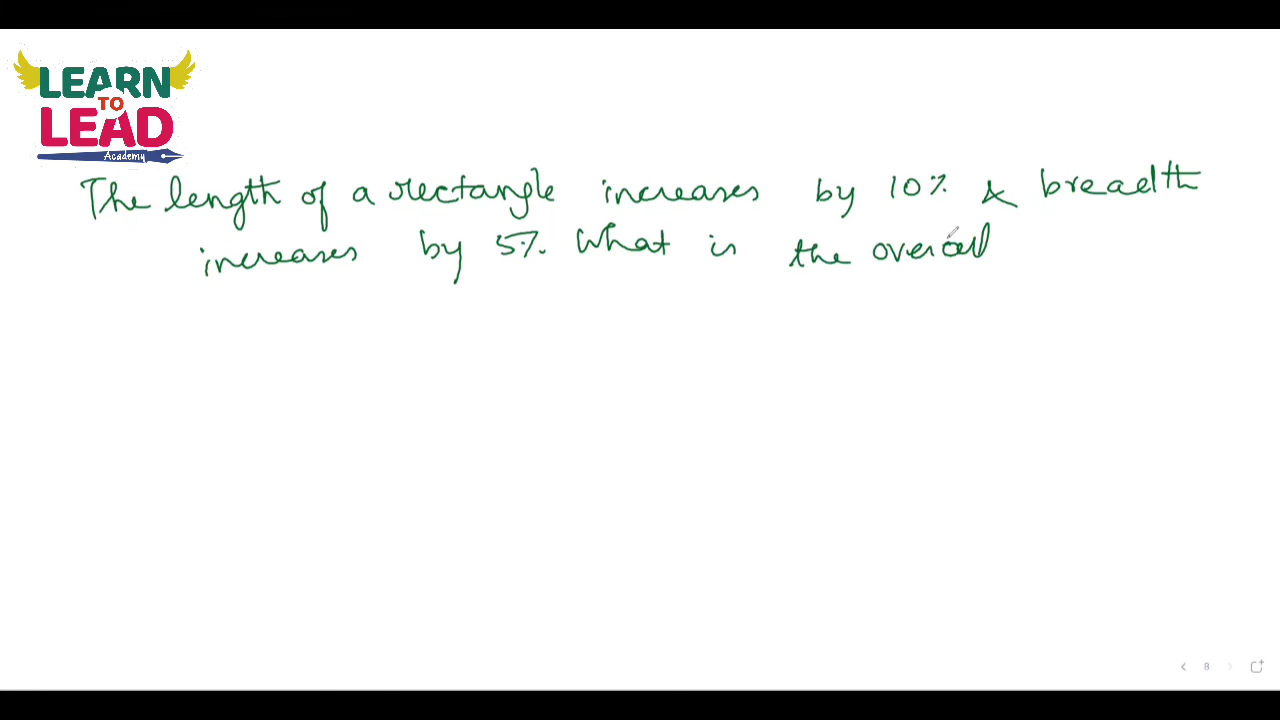 LEARN
TO
LEAD
Academy
The length of a rectangle increases by 10% & breadth
increases by 5%. What is the overall
8